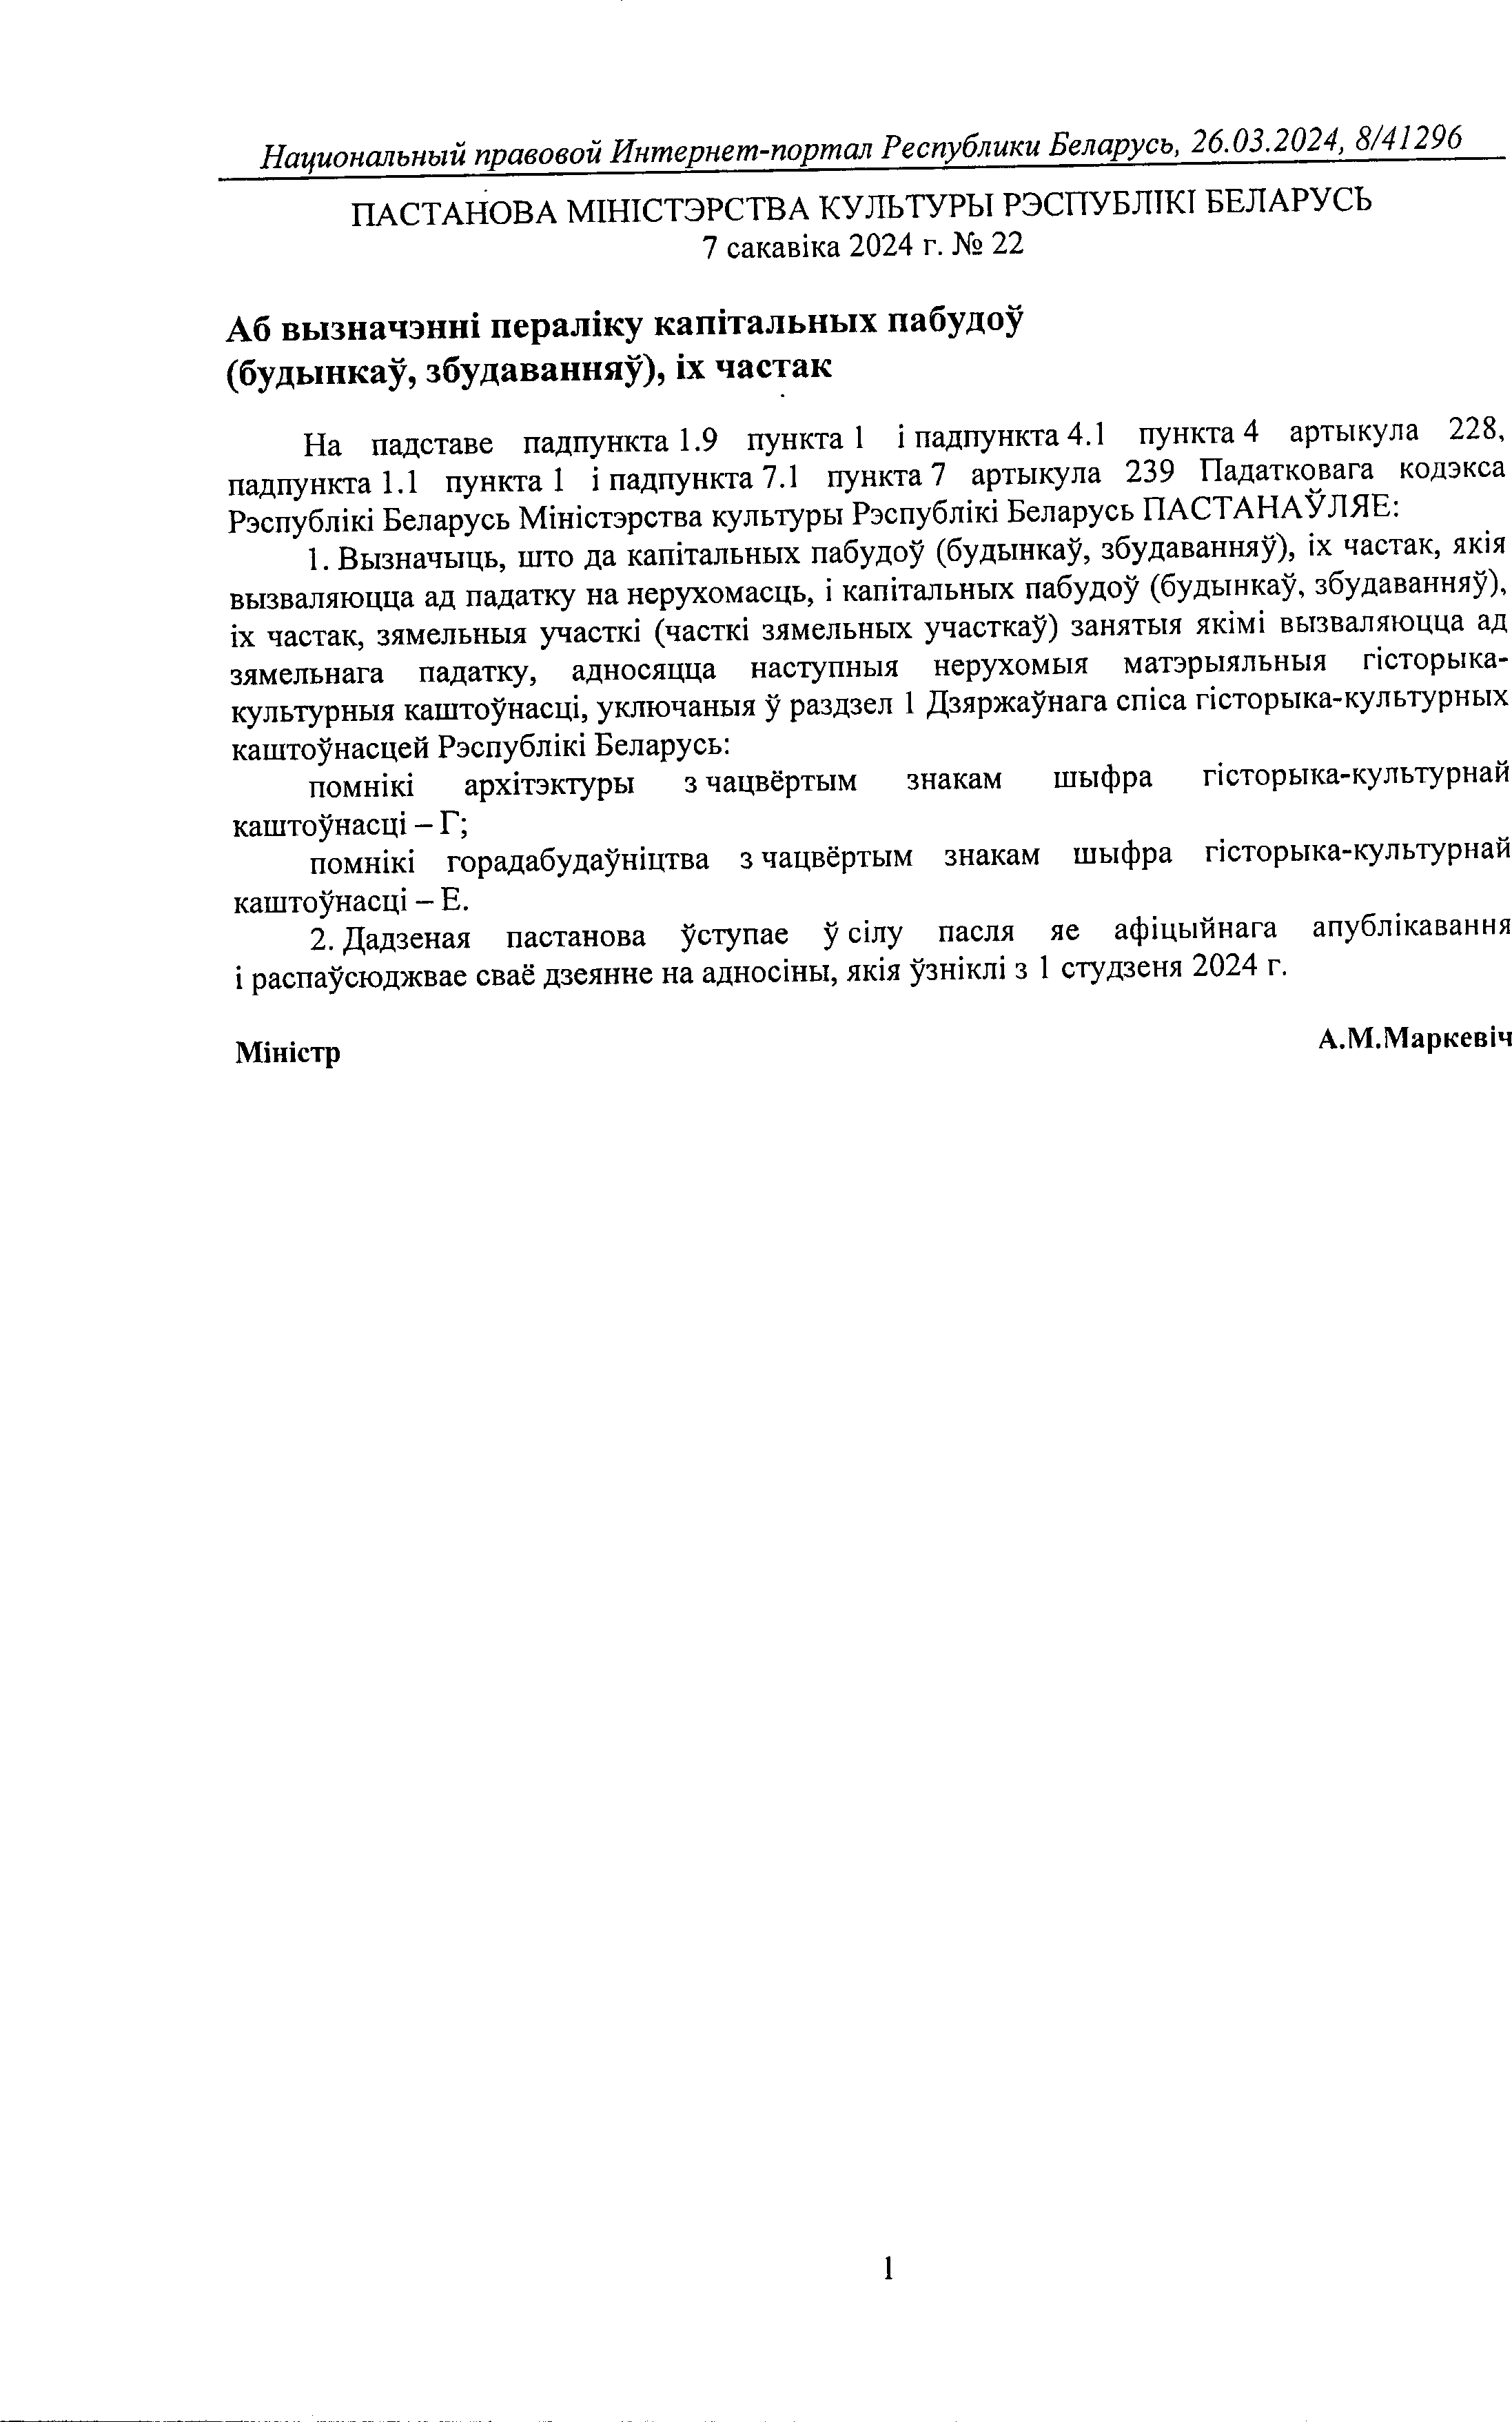 Национальный правовой Интернет-портал Республики Беларусь, 26.03.2024, 8/41296
ПАСТАНОВА МІНІСТЭРСТВА КУЛЬТУРЫ РЭСПУБЛІКІ БЕЛАРУСЬ
7 сакавіка 2024 г. № 22
Аб вызначэнні пераліку капітальных пабудоў
(будынкаў, збудаванняў), іх частак
На падставе падпункта 1.9 пункта 1 і падпункта 4.1 пункта 4 артыкула 228,
падпункта 1.1 пункта 1 і падпункта 7.1 пункта 7 артыкула 239 Падатковага кодэкса
Рэспублікі Беларусь Міністэрства культуры Рэспублікі Беларусь ПАСТАНАЎЛЯЕ:
1. Вызначыць, што да капітальных пабудоў (будынкаў, збудаванняў), іх частак, якія
вызваляюцца ад падатку на нерухомасць, і капітальных пабудоў (будынкаў, збудаванняў),
іх частак, зямельныя участкі (часткі зямельных участкаў) занятыя якімі вызваляюцца ад
зямельнага падатку, адносяцца наступныя нерухомыя матэрыяльныя гісторыка-
культурныя каштоўнасці, уключаныя ў раздзел 1 Дзяржаўнага спіса гісторыка-культурных
каштоўнасцей Рэспублікі Беларусь:
помнікі архітэктуры з чацвёртым знакам шыфра гісторыка-культурнай
каштоўнасці – Г;
помнікі горадабудаўніцтва з чацвёртым знакам шыфра гісторыка-культурнай
каштоўнасці – Е.
2. Дадзеная пастанова ўступае ў сілу пасля яе афіцыйнага апублікавання
і распаўсюджвае сваё дзеянне на адносіны, якія ўзніклі з 1 студзеня 2024 г.
Міністр А.М.Маркевіч
1